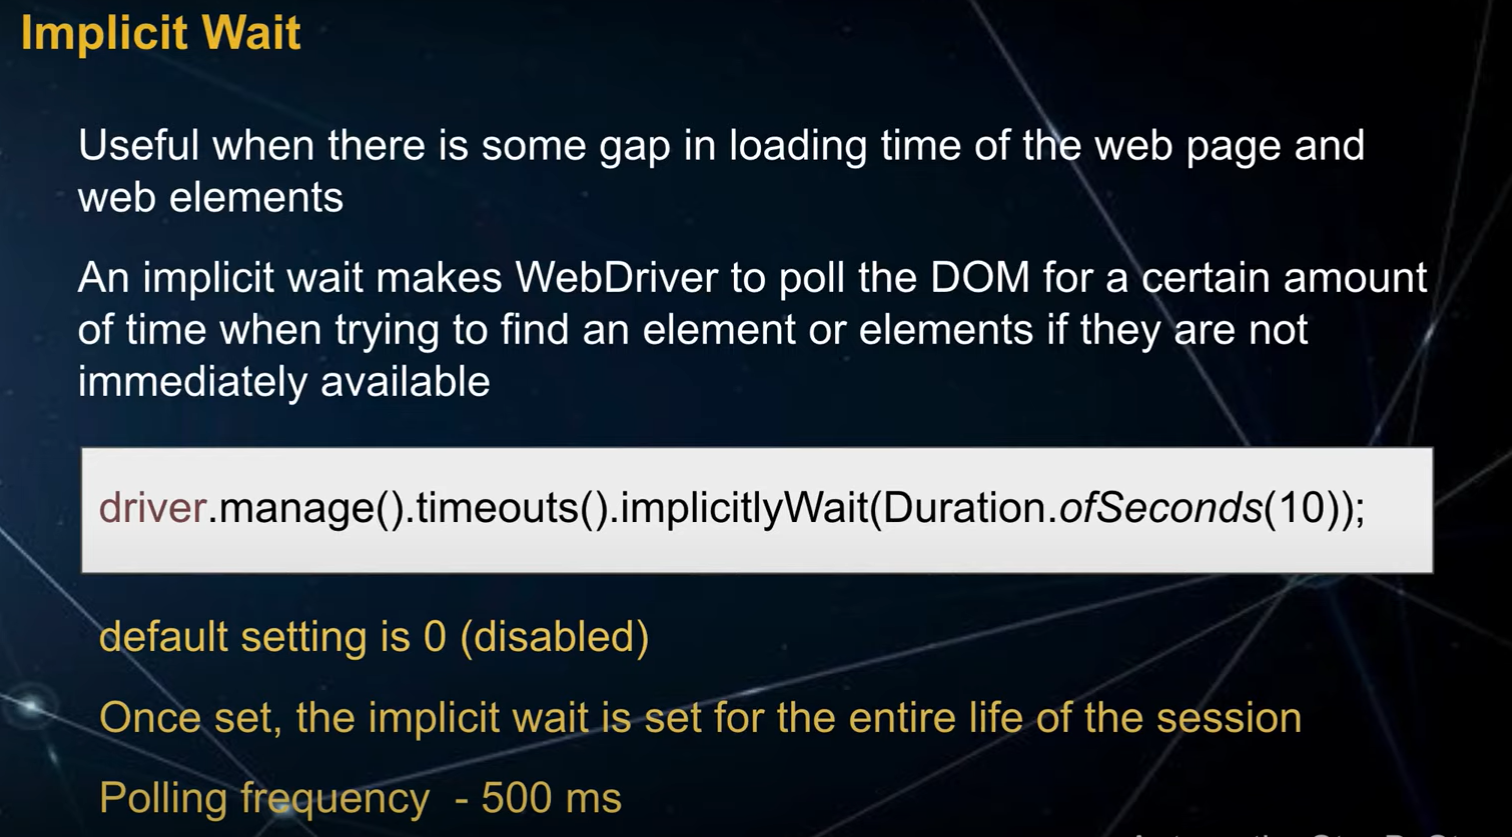 Implicit Wait
Useful when there is some gap in loading time of the web page and
web elements
An implicit wait makes WebDriver to poll the DOM for a certain amount
of time when trying to find an element or elements if they are not
immediately available
driver.manage().timeouts().implicitlyWait(Duration.ofSeconds(10));
default setting is 0 (disabled)
Once set, the implicit wait is set for the entire life of the session
Polling frequency - 500 ms